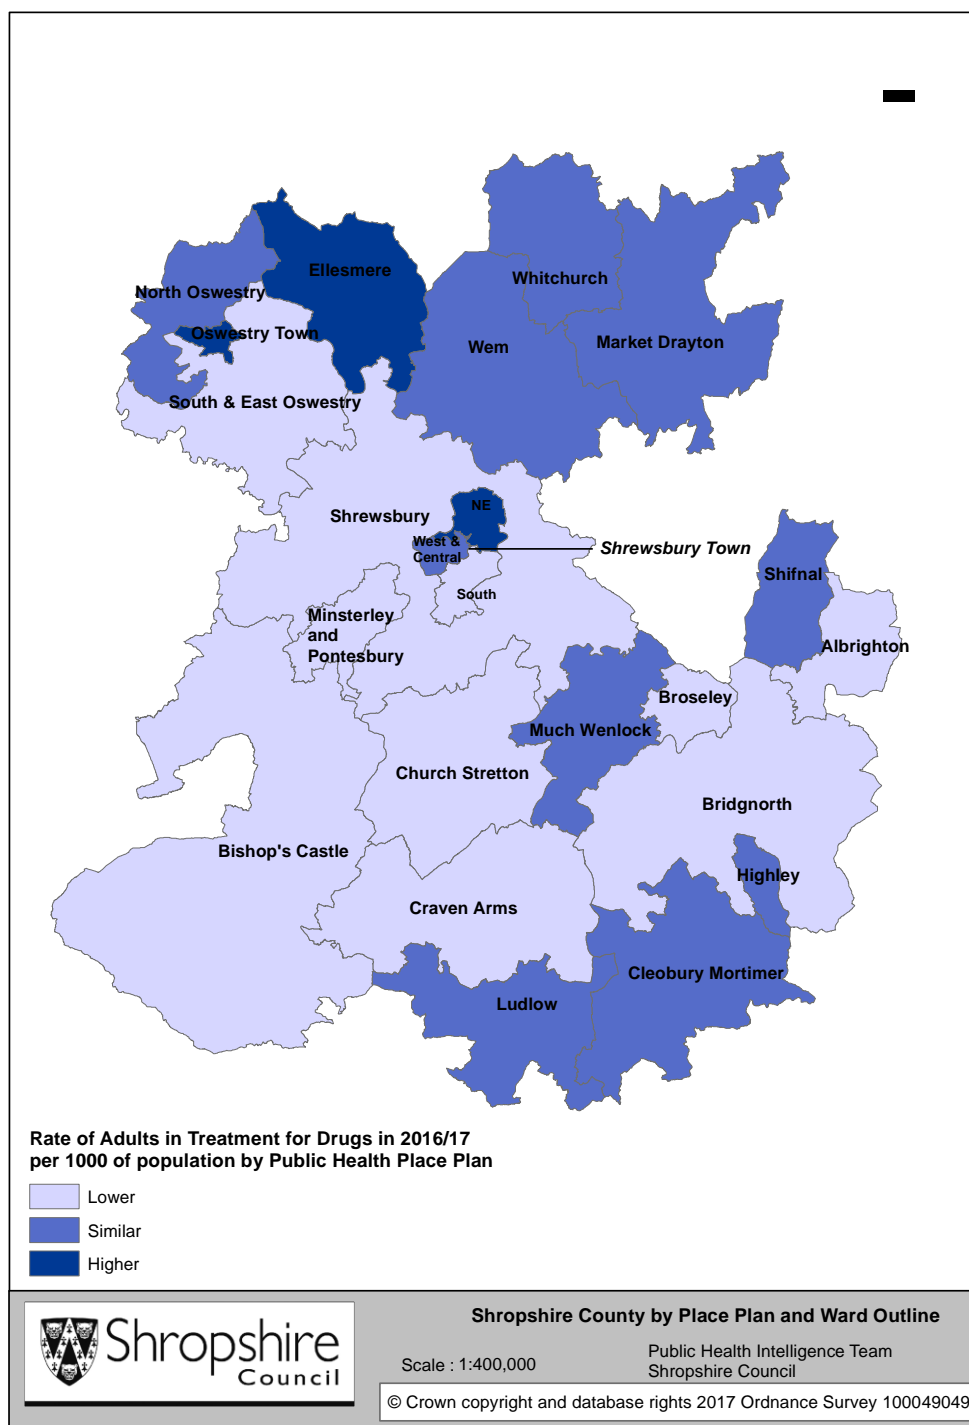 Ellesmere
North Oswestry
Whitchurch
Oswestry Town
Wem
Market Drayton
South & East Oswestry
NE
Shrewsbury
West &
Central
Shrewsbury Town
Shifnal
South
Minsterley
and
Pontesbury
Albrighton
Broseley
Much Wenlock
Church Stretton
Bridgnorth
Bishop's Castle
Highley
Craven Arms
Cleobury Mortimer
Ludlow
Rate of Adults in Treatment for Drugs in 2016/17
per 1000 of population by Public Health Place Plan
Lower
Similar
Higher
Shropshire
Council
Shropshire County by Place Plan and Ward Outline
Scale : 1:400,000
Public Health Intelligence Team
Shropshire Council
© Crown copyright and database rights 2017 Ordnance Survey 100049049